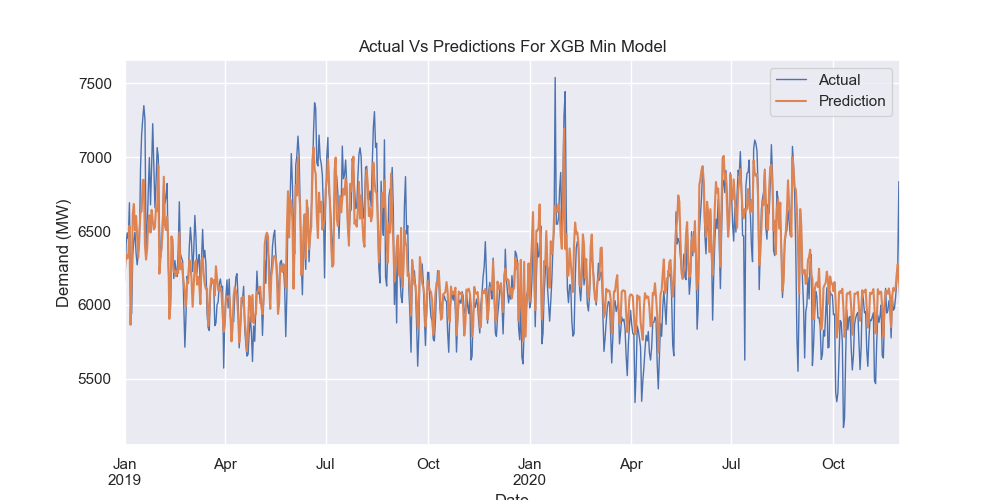 Actual Vs Predictions For XGB Min Model
Actual
Prediction
7500
7000
6500
6000
5500
Demand (MW)
Jan Apr Jul Oct Jan Apr Jul Oct
2019 2020
Date